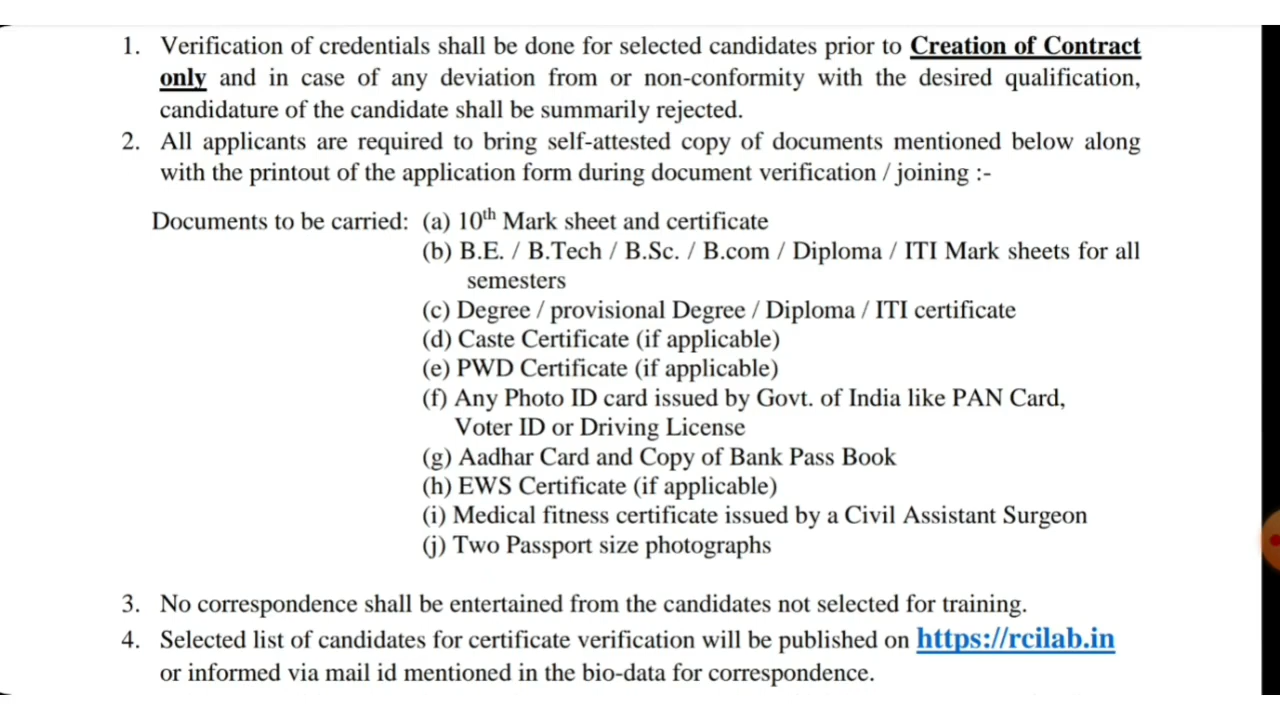 1. Verification of credentials shall be done for selected candidates prior to Creation of Contract
only and in case of any deviation from or non-conformity with the desired qualification,
candidature of the candidate shall be summarily rejected.
2. All applicants are required to bring self-attested copy of documents mentioned below along
with the printout of the application form during document verification / joining :-
Documents to be carried: (a) 10th Mark sheet and certificate
(b) B.E. / B.Tech / B.Sc. / B.com / Diploma / ITI Mark sheets for all
semesters
(c) Degree / provisional Degree / Diploma / ITI certificate
(d) Caste Certificate (if applicable)
(e) PWD Certificate (if applicable)
(f) Any Photo ID card issued by Govt. of India like PAN Card,
Voter ID or Driving License
(g) Aadhar Card and Copy of Bank Pass Book
(h) EWS Certificate (if applicable)
(i) Medical fitness certificate issued by a Civil Assistant Surgeon
(j) Two Passport size photographs
3. No correspondence shall be entertained from the candidates not selected for training.
4. Selected list of candidates for certificate verification will be published on https://rcilab.in
or informed via mail id mentioned in the bio-data for correspondence.